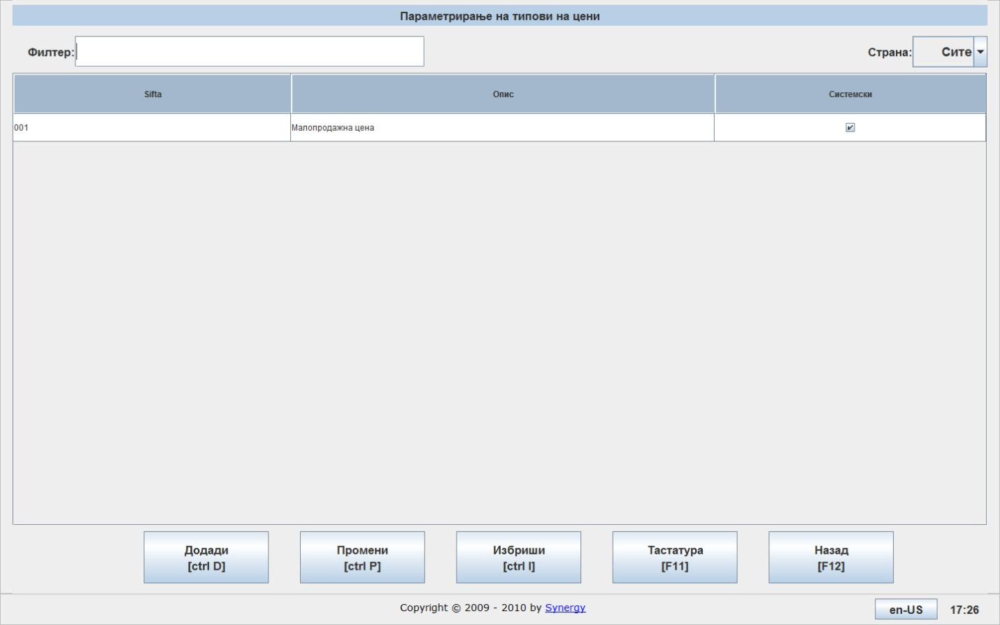 Параметрирање на типови на цени
Филтер:
Страна: Сите
Sifta Опис Системски
001 Малопродажна цена
Додади Промени Избриши Тастатура Назад
[ctrl D] [ctrl P] [ctrl I] [F11] [F12]
Copyright © 2009 - 2010 by Synergy
en-US 17:26